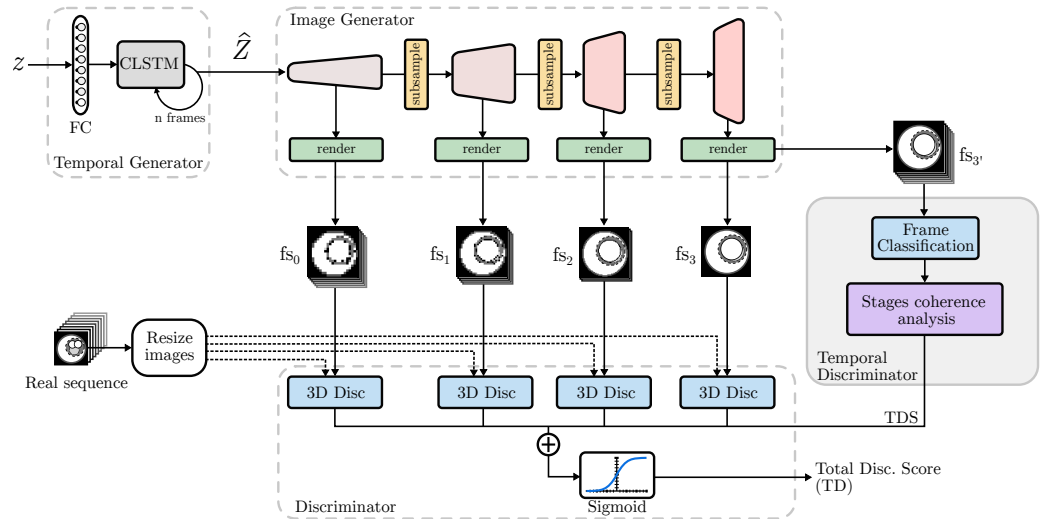 Image Generator
z
FC
CLSTM
n frames
Temporal Generator
Ẑ
subsample
subsample
subsample
render
render
render
render
fs3'
fs0
fs1
fs2
fs3
Frame
Classification
Stages coherence
analysis
Temporal
Discriminator
Real sequence
Resize
images
3D Disc
3D Disc
3D Disc
3D Disc
TDS
+
Sigmoid
Total Disc. Score
(TD)
Discriminator